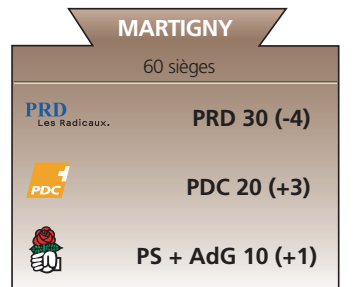 MARTIGNY
60 sièges
PRD
Les Radicaux.
PRD 30 (-4)
PDC
PDC 20 (+3)
PS + AdG 10 (+1)